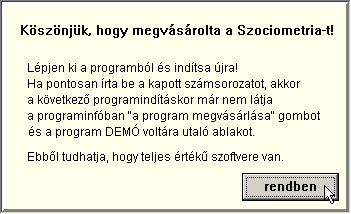 Köszönjük, hogy megvásárolta a Szociometria-t!
Lépjen ki a programból és indítsa újra!
Ha pontosan írta be a kapott számsorozatot, akkor
a következő programindításkor már nem látja
a programinfóban "a program megvásárlása" gombot
és a program DEMÓ voltára utaló ablakot.
Ebből tudhatja, hogy teljes értékű szoftvere van.
rendben